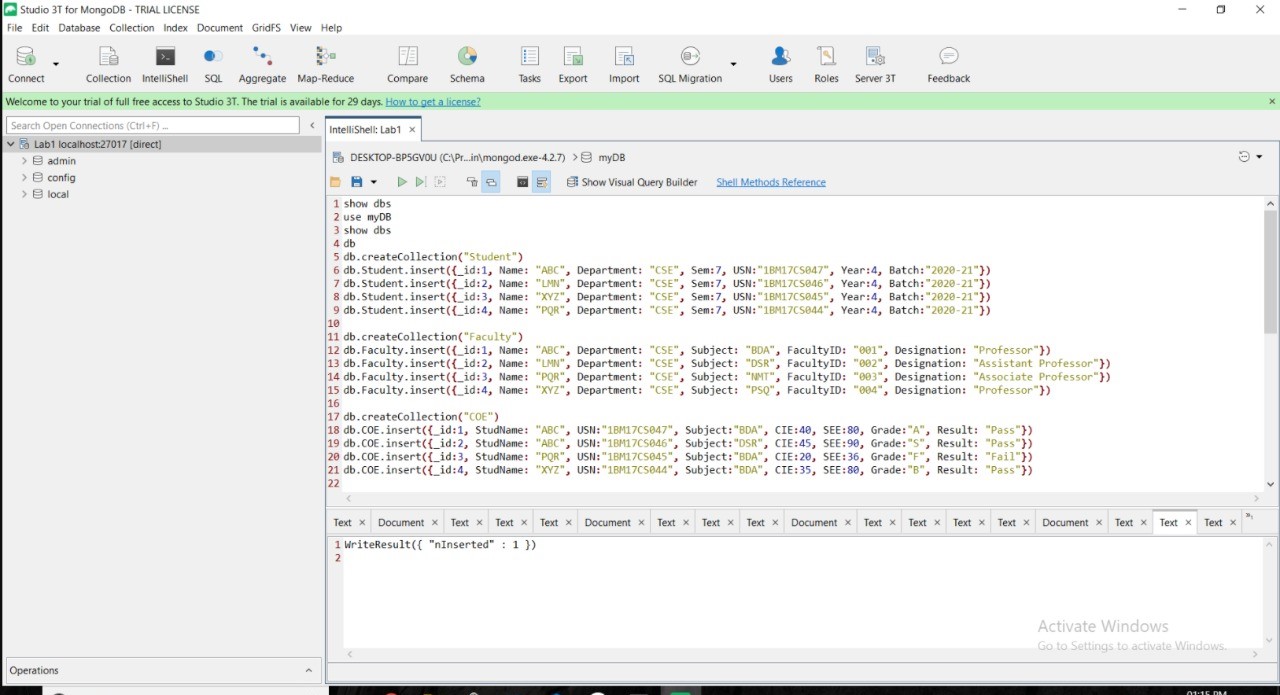 Studio 3T for MongoDB - TRIAL LICENSE
File Edit Database Collection Index Document GridFS View Help
Connect Collection IntelliShell SQL Aggregate Map-Reduce Compare Schema Tasks Export Import SQL Migration Users Roles Server 3T Feedback
Welcome to your trial of full free access to Studio 3T. The trial is available for 29 days. How to get a license?
Search Open Connections (Ctrl+F) ...
Lab1 localhost:27017 [direct]
admin
config
local
IntelliShell: Lab1
DESKTOP-BP5GV0U (C:\Pr...in\mongod.exe-4.2.7) > myDB
Show Visual Query Builder Shell Methods Reference
1 show dbs
2 use myDB
3 show dbs
4 db
5 db.createCollection("Student")
6 db.Student.insert({_id:1, Name: "ABC", Department: "CSE", Sem:7, USN:"1BM17CS047", Year:4, Batch:"2020-21"})
7 db.Student.insert({_id:2, Name: "LMN", Department: "CSE", Sem:7, USN:"1BM17CS046", Year:4, Batch:"2020-21"})
8 db.Student.insert({_id:3, Name: "XYZ", Department: "CSE", Sem:7, USN:"1BM17CS045", Year:4, Batch:"2020-21"})
9 db.Student.insert({_id:4, Name: "PQR", Department: "CSE", Sem:7, USN:"1BM17CS044", Year:4, Batch:"2020-21"})
10
11 db.createCollection("Faculty")
12 db.Faculty.insert({_id:1, Name: "ABC", Department: "CSE", Subject: "BDA", FacultyID: "001", Designation: "Professor"})
13 db.Faculty.insert({_id:2, Name: "LMN", Department: "CSE", Subject: "DSR", FacultyID: "002", Designation: "Assistant Professor"})
14 db.Faculty.insert({_id:3, Name: "PQR", Department: "CSE", Subject: "NMT", FacultyID: "003", Designation: "Associate Professor"})
15 db.Faculty.insert({_id:4, Name: "XYZ", Department: "CSE", Subject: "PSQ", FacultyID: "004", Designation: "Professor"})
16
17 db.createCollection("COE")
18 db.COE.insert({_id:1, StudName: "ABC", USN:"1BM17CS047", Subject:"BDA", CIE:40, SEE:80, Grade:"A", Result: "Pass"})
19 db.COE.insert({_id:2, StudName: "ABC", USN:"1BM17CS046", Subject:"DSR", CIE:45, SEE:90, Grade:"S", Result: "Pass"})
20 db.COE.insert({_id:3, StudName: "PQR", USN:"1BM17CS045", Subject:"BDA", CIE:20, SEE:36, Grade:"F", Result: "Fail"})
21 db.COE.insert({_id:4, StudName: "XYZ", USN:"1BM17CS044", Subject:"BDA", CIE:35, SEE:80, Grade:"B", Result: "Pass"})
22
Text Document Text Text Text Document Text Text Text Document Text Text Text Text Document Text Text Text
1 WriteResult({ "nInserted" : 1 })
2
Activate Windows
Go to Settings to activate Windows.
Operations
01:15 PM